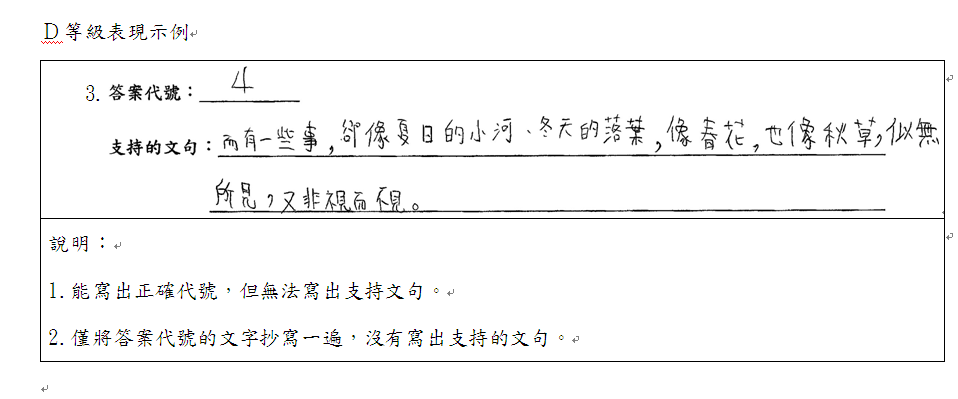 D等級表現示例
3. 答案代號：4
支持的文句：而有一些事，卻像夏日的小河、冬天的落葉，像春花，也像秋草，似無
所見，又非視而不見。
說明：
1.能寫出正確代號，但無法寫出支持文句。
2.僅將答案代號的文字抄寫一遍，沒有寫出支持的文句。